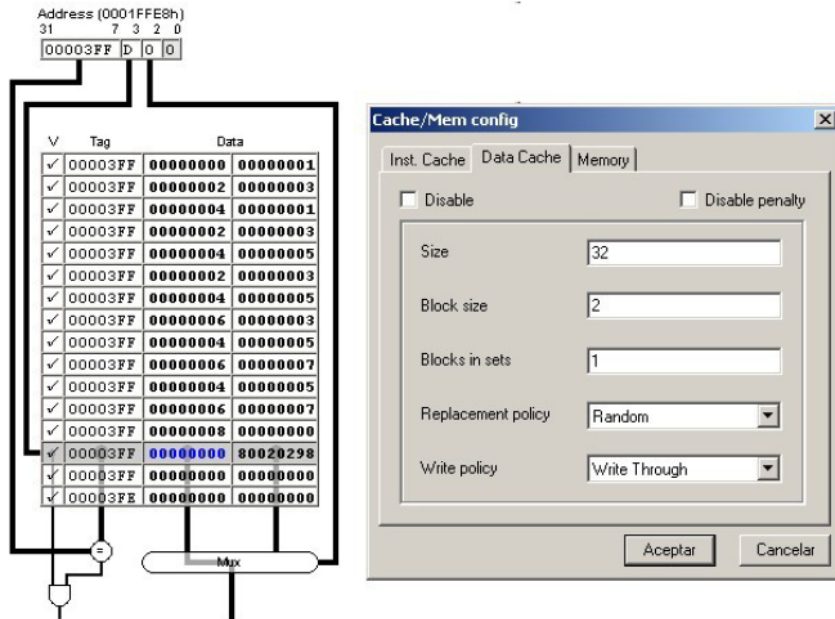 Address (0001FFE8h)
31 7 3 2 0
00003FF D 0 0
V Tag Data
✓ 00003FF 00000000 00000001
✓ 00003FF 00000002 00000003
✓ 00003FF 00000004 00000001
✓ 00003FF 00000002 00000003
✓ 00003FF 00000004 00000005
✓ 00003FF 00000002 00000003
✓ 00003FF 00000004 00000005
✓ 00003FF 00000006 00000003
✓ 00003FF 00000004 00000005
✓ 00003FF 00000006 00000007
✓ 00003FF 00000004 00000005
✓ 00003FF 00000006 00000007
✓ 00003FF 00000008 00000000
✓ 00003FF 00000000 80020298
✓ 00003FF 00000000 00000000
✓ 00003FE 00000000 00000000
=
Mux
Cache/Mem config
Inst. Cache Data Cache Memory
Disable Disable penalty
Size 32
Block size 2
Blocks in sets 1
Replacement policy Random
Write policy Write Through
Aceptar Cancelar